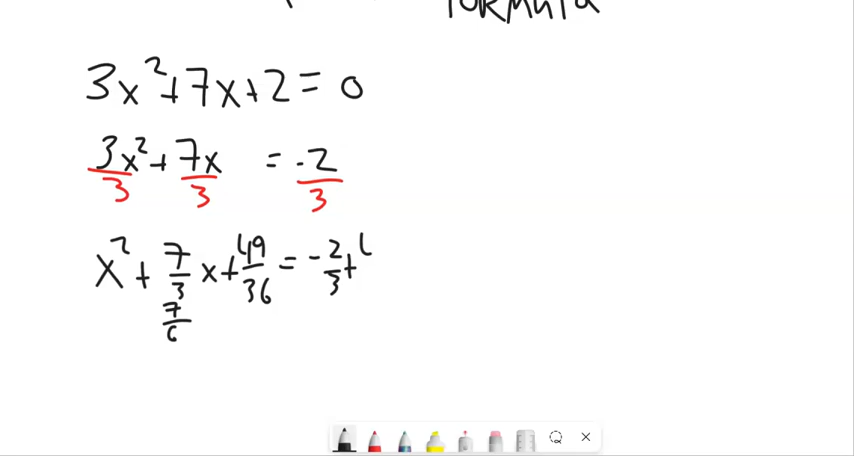 formula
3x² + 7x + 2 = 0
3x²/3 + 7x/3 = -2/3
x² + 7/3 x + 49/36 = -2/3 +
7/6